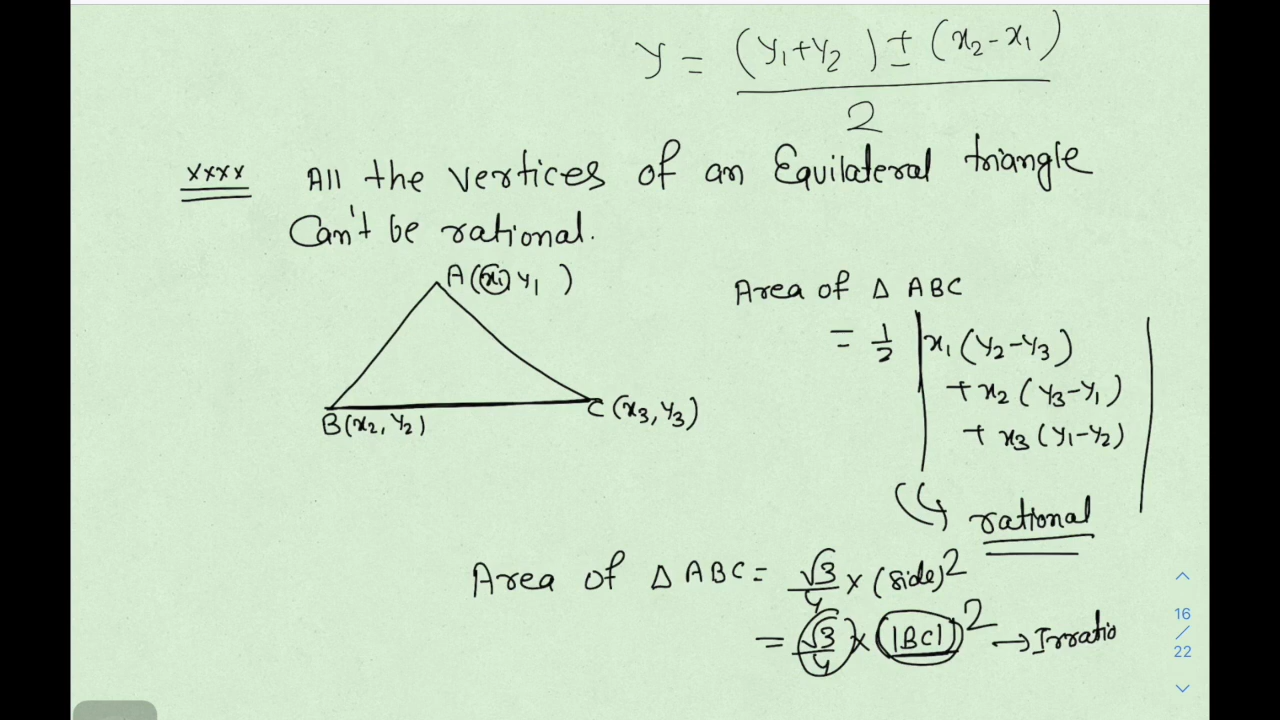 y = (y₁+y₂) ± (x₂-x₁)
2
xxxx All the vertices of an Equilateral triangle
Can't be rational.
A(x₁, y₁)
B(x₂, y₂)
C(x₃, y₃)
Area of Δ ABC
= 1/2 | x₁(y₂-y₃)
+ x₂(y₃-y₁)
+ x₃(y₁-y₂) |
rational
Area of Δ ABC = √3/4 × (side)²
= √3/4 × |BC|² → Irratio
16
/
22